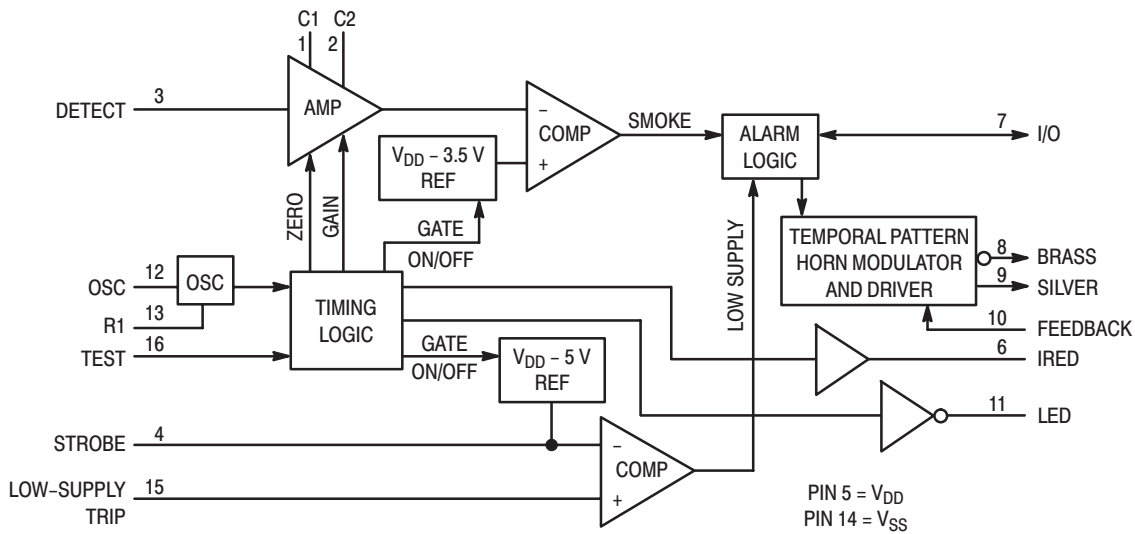 C1 C2
1 2
DETECT 3
AMP
–
COMP
+
SMOKE
ALARM
LOGIC
7 I/O
VDD – 3.5 V
REF
ZERO
GAIN
GATE
ON/OFF
LOW SUPPLY
TEMPORAL PATTERN
HORN MODULATOR
AND DRIVER
8 BRASS
9 SILVER
10 FEEDBACK
6 IRED
11 LED
OSC 12
OSC
R1 13
TEST 16
TIMING
LOGIC
GATE
ON/OFF
VDD – 5 V
REF
STROBE 4
–
COMP
+
LOW–SUPPLY 15
TRIP
PIN 5 = VDD
PIN 14 = VSS